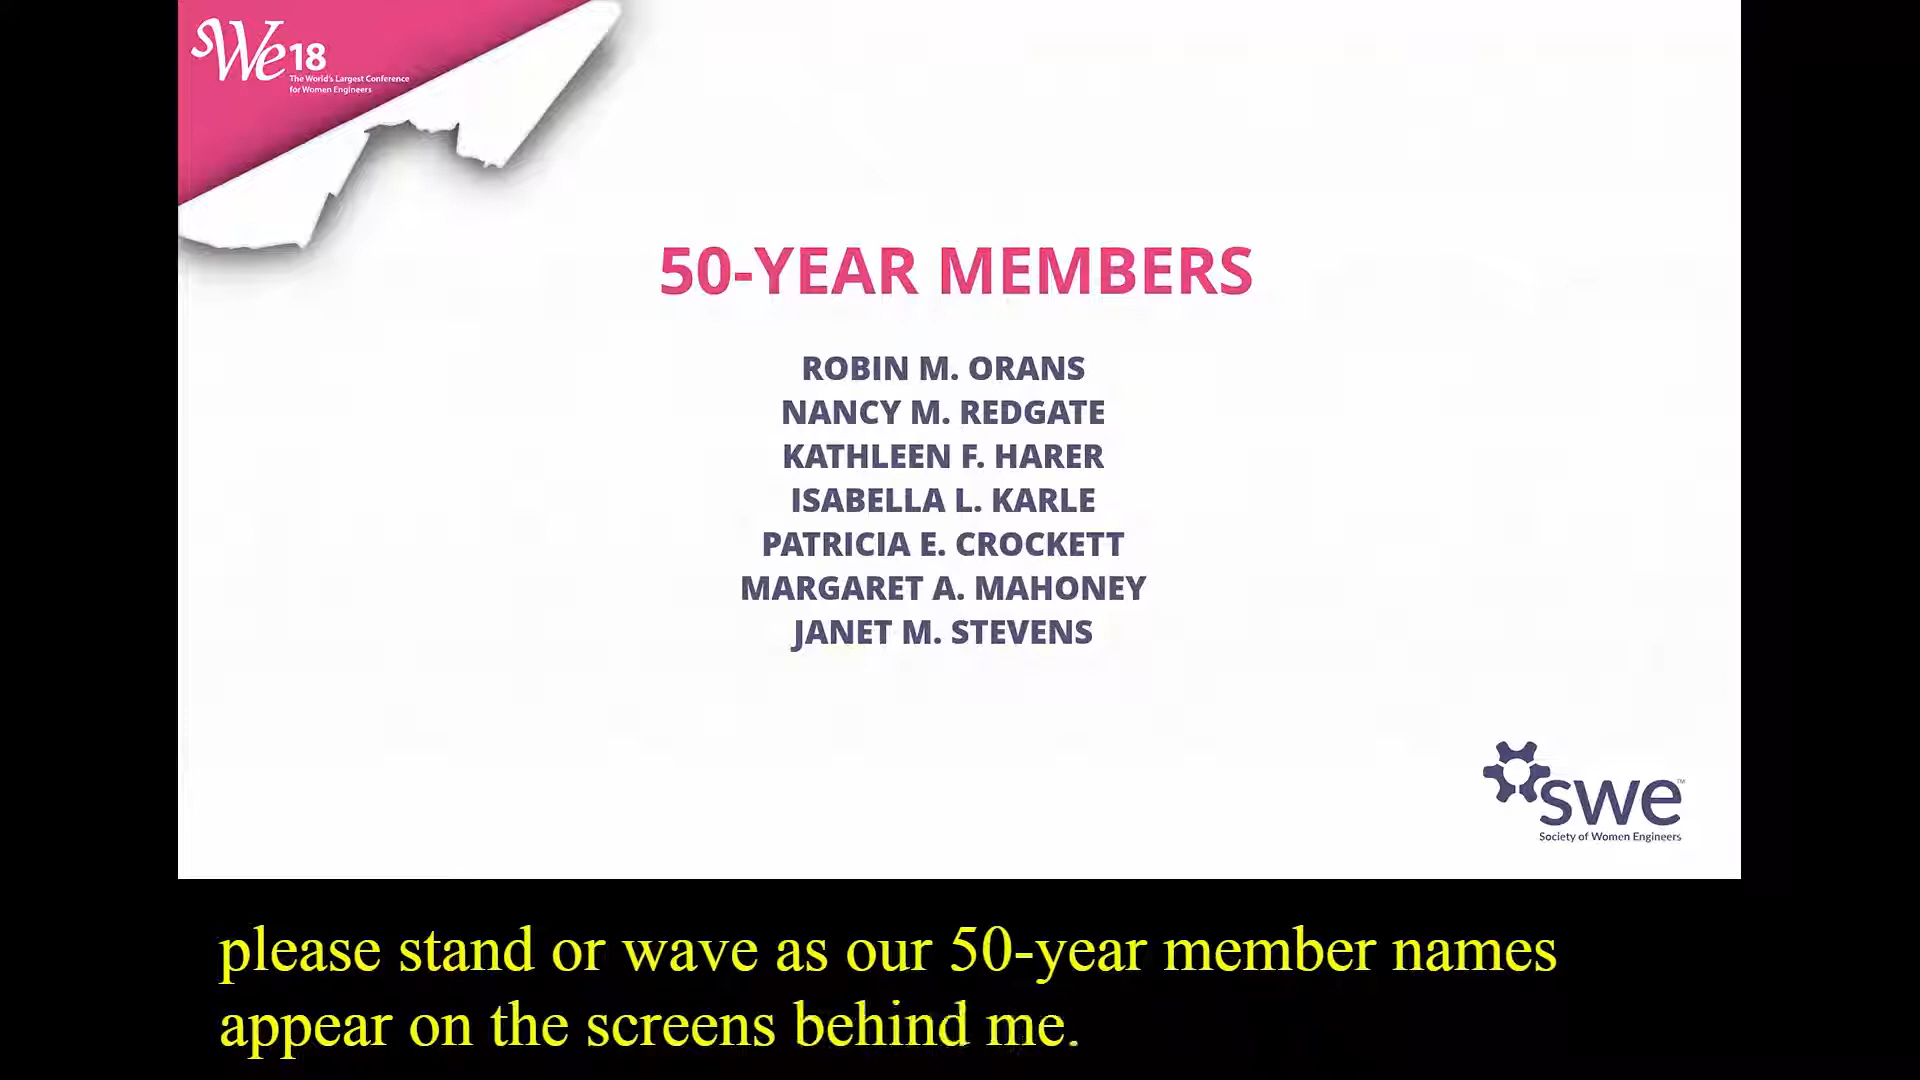 sWe18
The World's Largest Conference
for Women Engineers
50-YEAR MEMBERS
ROBIN M. ORANS
NANCY M. REDGATE
KATHLEEN F. HARER
ISABELLA L. KARLE
PATRICIA E. CROCKETT
MARGARET A. MAHONEY
JANET M. STEVENS
swe™
Society of Women Engineers
please stand or wave as our 50-year member names
appear on the screens behind me.